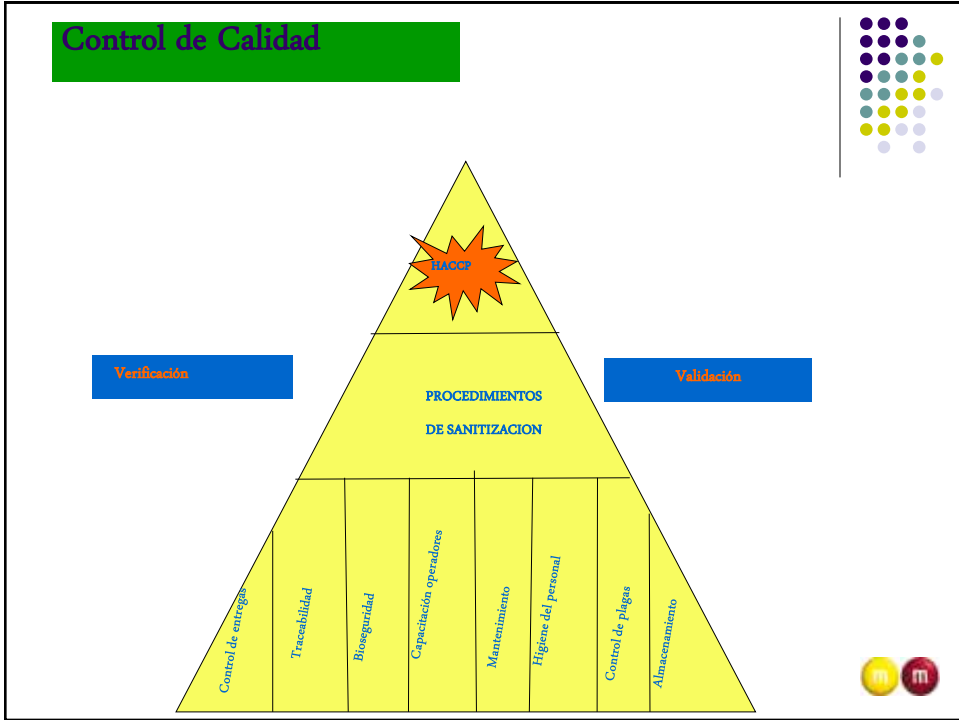 Control de Calidad
HACCP
Verificación
Validación
PROCEDIMIENTOS
DE SANITIZACION
Control de entregas
Traceabilidad
Bioseguridad
Capacitación operadores
Mantenimiento
Higiene del personal
Control de plagas
Almacenamiento
m
m